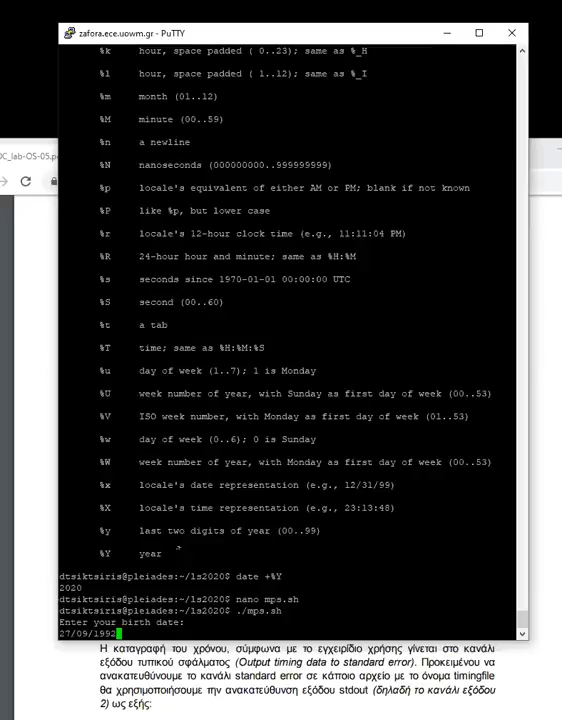 zafora.ece.uowm.gr - PuTTY
%k hour, space padded ( 0..23); same as %_H
%l hour, space padded ( 1..12); same as %_I
%m month (01..12)
%M minute (00..59)
%n a newline
%N nanoseconds (000000000..999999999)
%p locale's equivalent of either AM or PM; blank if not known
%P like %p, but lower case
%r locale's 12-hour clock time (e.g., 11:11:04 PM)
%R 24-hour hour and minute; same as %H:%M
%s seconds since 1970-01-01 00:00:00 UTC
%S second (00..60)
%t a tab
%T time; same as %H:%M:%S
%u day of week (1..7); 1 is Monday
%U week number of year, with Sunday as first day of week (00..53)
%V ISO week number, with Monday as first day of week (01..53)
%w day of week (0..6); 0 is Sunday
%W week number of year, with Monday as first day of week (00..53)
%x locale's date representation (e.g., 12/31/99)
%X locale's time representation (e.g., 23:13:48)
%y last two digits of year (00..99)
%Y year
dtsiktsiris@pleiades:~/ls2020$ date +%Y
2020
dtsiktsiris@pleiades:~/ls2020$ nano mps.sh
dtsiktsiris@pleiades:~/ls2020$ ./mps.sh
Enter your birth date:
27/09/1992
DC_lab-OS-05.p
Η καταγραφή του χρόνου, σύμφωνα με το εγχειρίδιο χρήσης γίνεται στο κανάλι
εξόδου τυπικού σφάλματος (Output timing data to standard error). Προκειμένου να
ανακατευθύνουμε το κανάλι standard error σε κάποιο αρχείο με το όνομα timingfile
θα χρησιμοποιήσουμε την ανακατεύθυνση εξόδου stdout (δηλαδή το κανάλι εξόδου
2) ως εξής: